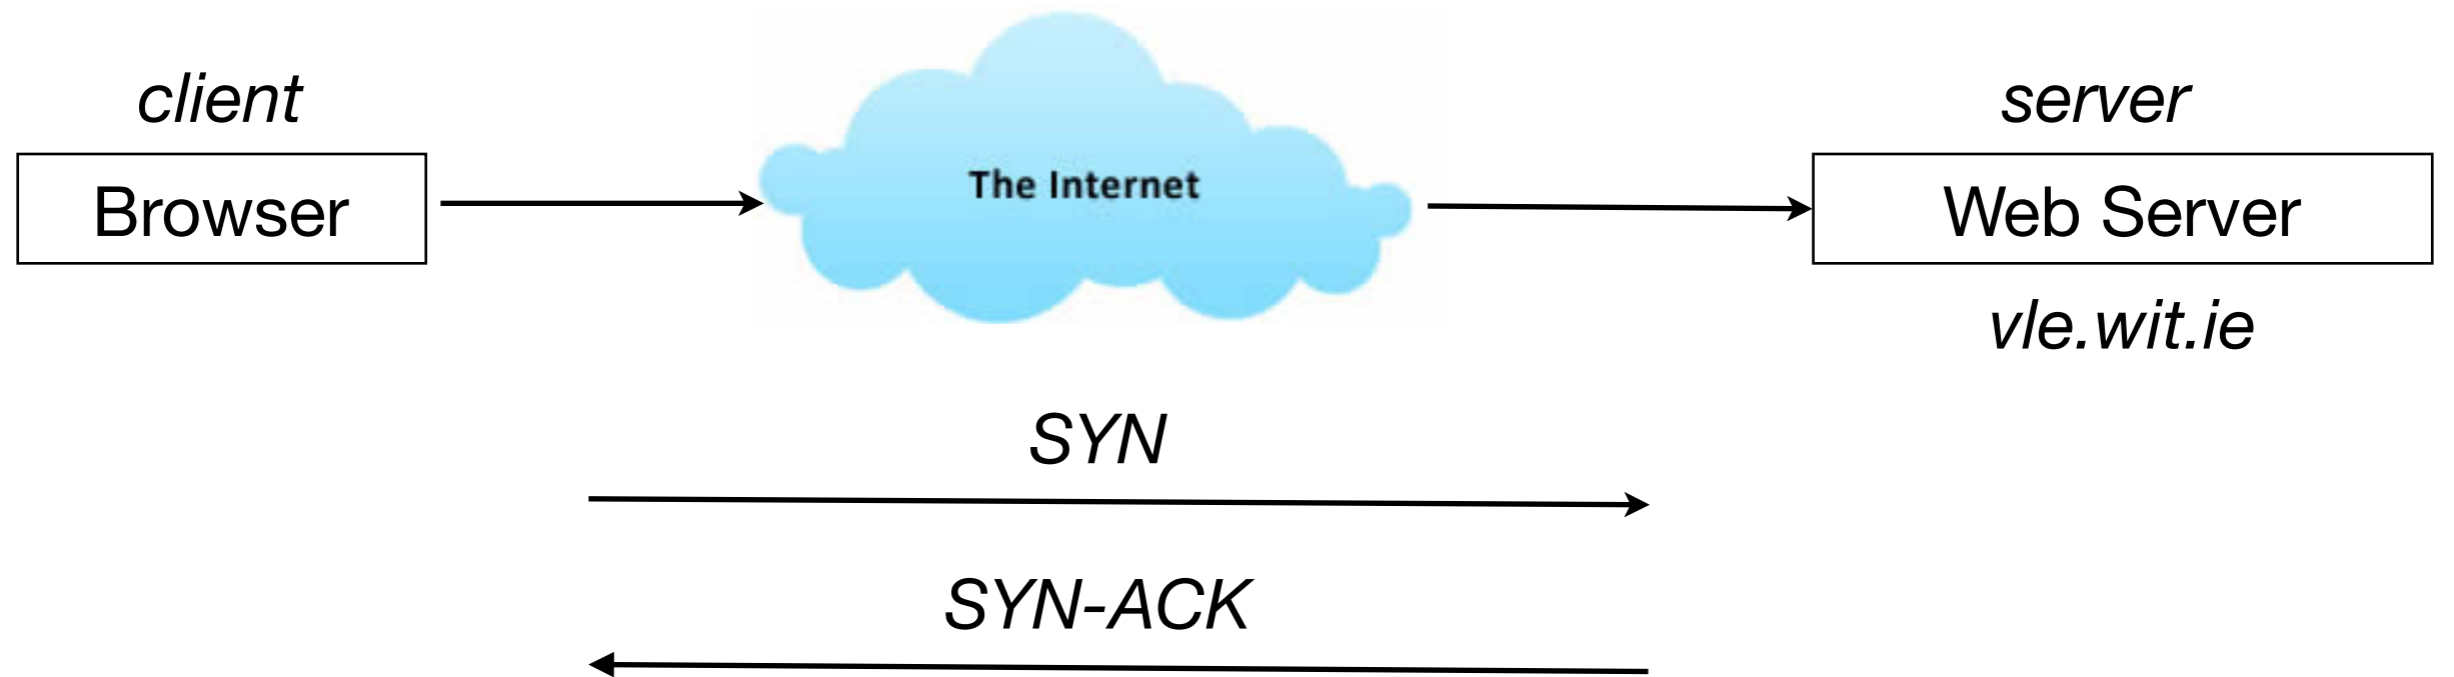 client
server
Browser
The Internet
Web Server
vle.wit.ie
SYN
SYN-ACK